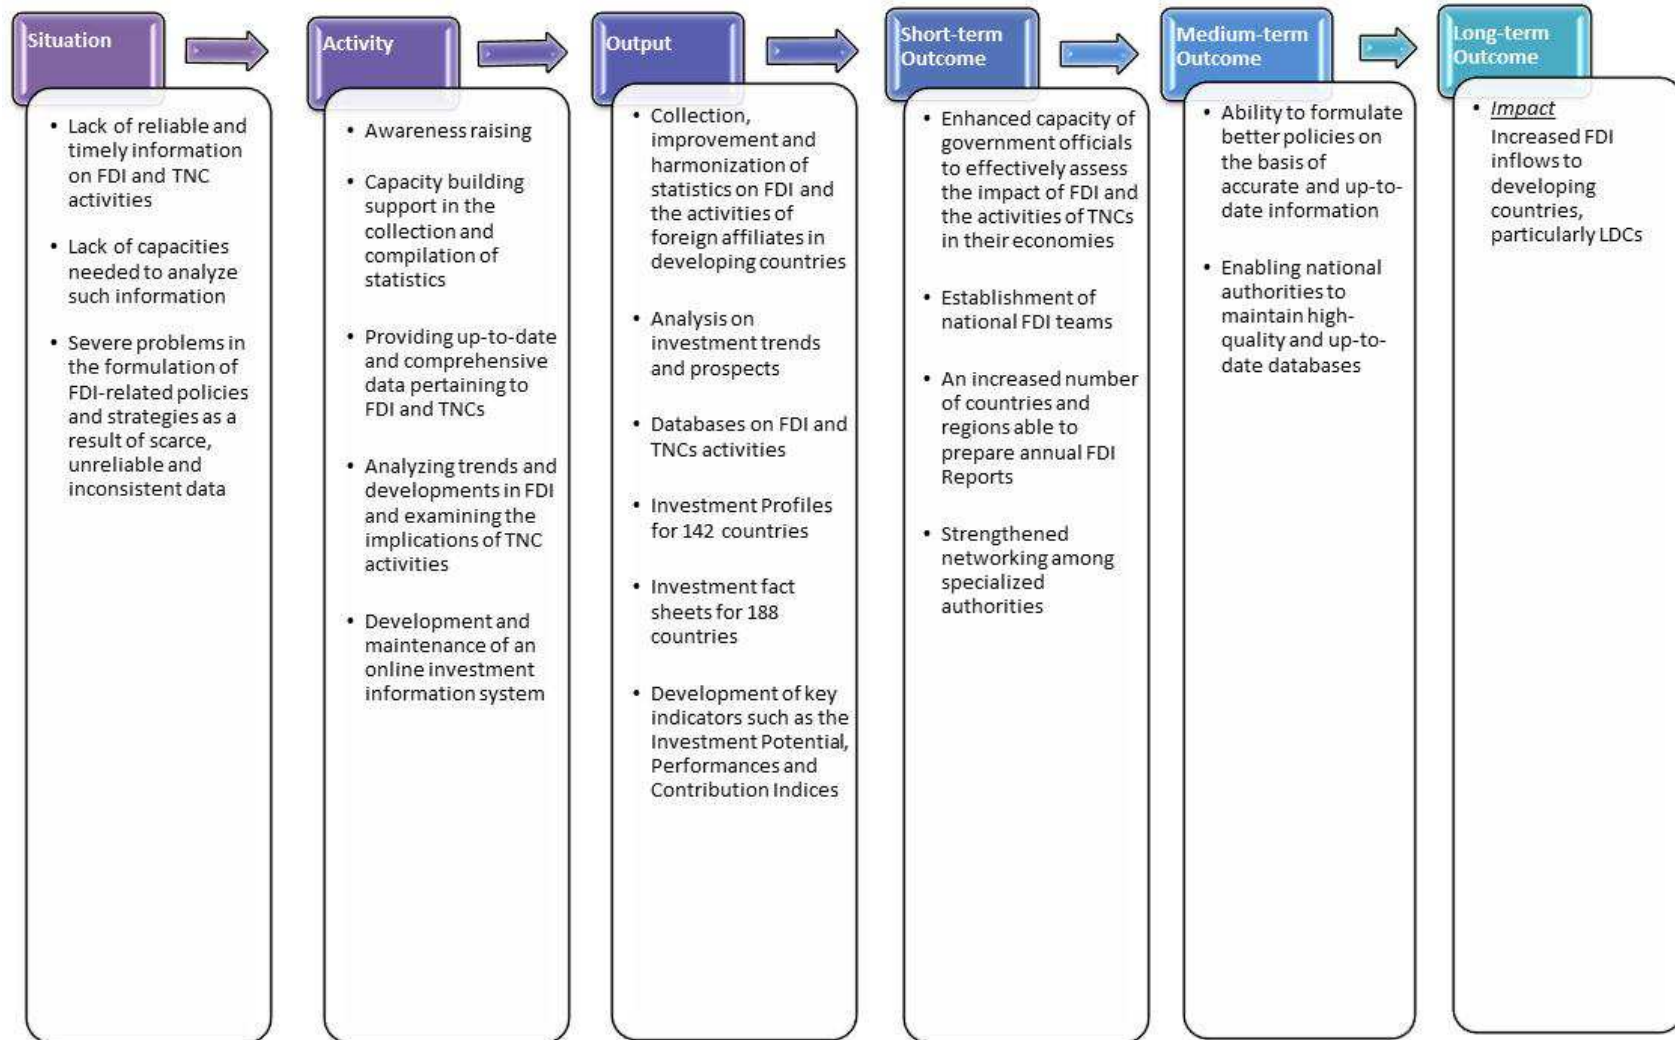 Situation
• Lack of reliable and
timely information
on FDI and TNC
activities
• Lack of capacities
needed to analyze
such information
• Severe problems in
the formulation of
FDI-related policies
and strategies as a
result of scarce,
unreliable and
inconsistent data
Activity
• Awareness raising
• Capacity building
support in the
collection and
compilation of
statistics
• Providing up-to-date
and comprehensive
data pertaining to
FDI and TNCs
• Analyzing trends and
developments in FDI
and examining the
implications of TNC
activities
• Development and
maintenance of an
online investment
information system
Output
• Collection,
improvement and
harmonization of
statistics on FDI and
the activities of
foreign affiliates in
developing countries
• Analysis on
investment trends
and prospects
• Databases on FDI and
TNCs activities
• Investment Profiles
for 142 countries
• Investment fact
sheets for 188
countries
• Development of key
indicators such as the
Investment Potential,
Performances and
Contribution Indices
Short-term
Outcome
• Enhanced capacity of
government officials
to effectively assess
the impact of FDI and
the activities of TNCs
in their economies
• Establishment of
national FDI teams
• An increased number
of countries and
regions able to
prepare annual FDI
Reports
• Strengthened
networking among
specialized
authorities
Medium-term
Outcome
• Ability to formulate
better policies on
the basis of
accurate and up-to-
date information
• Enabling national
authorities to
maintain high-
quality and up-to-
date databases
Long-term
Outcome
• Impact
Increased FDI
inflows to
developing
countries,
particularly LDCs